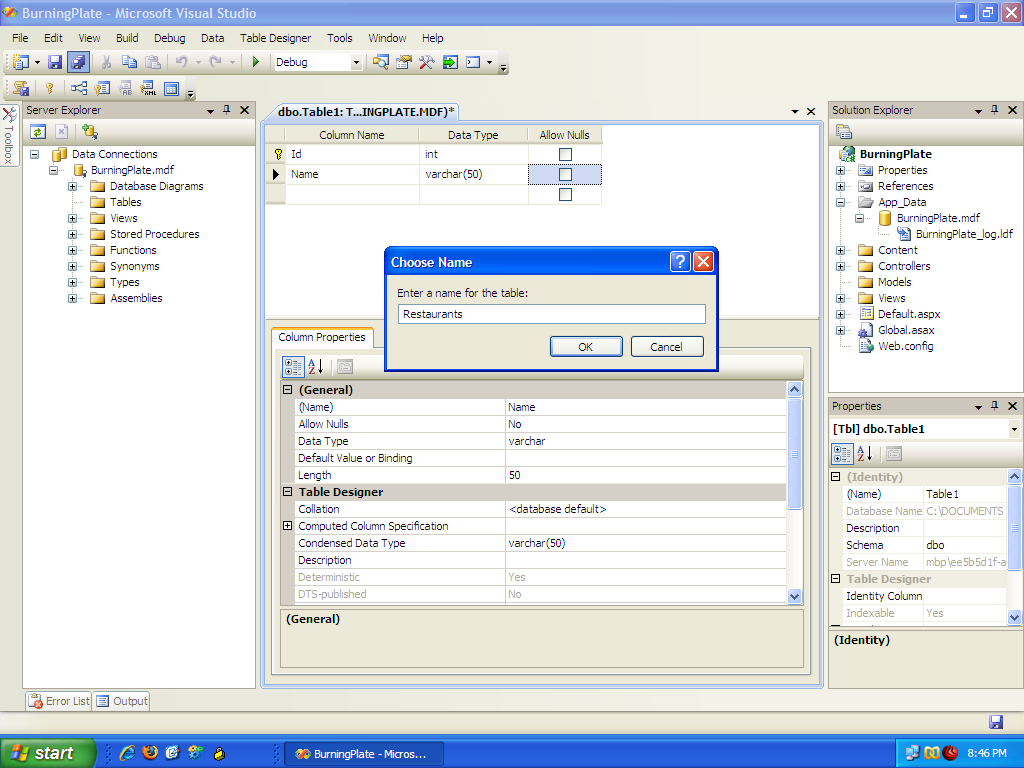 BurningPlate - Microsoft Visual Studio
File Edit View Build Debug Data Table Designer Tools Window Help
Debug
Toolbox
Server Explorer
Data Connections
BurningPlate.mdf
Database Diagrams
Tables
Views
Stored Procedures
Functions
Synonyms
Types
Assemblies
dbo.Table1: T...INGPLATE.MDF)*
Column Name Data Type Allow Nulls
Id int
Name varchar(50)
Choose Name
Enter a name for the table:
Restaurants
OK Cancel
Column Properties
(General)
(Name) Name
Allow Nulls No
Data Type varchar
Default Value or Binding
Length 50
Table Designer
Collation <database default>
Computed Column Specification
Condensed Data Type varchar(50)
Description
Deterministic Yes
DTS-published No
(General)
Solution Explorer
BurningPlate
Properties
References
App_Data
BurningPlate.mdf
BurningPlate_log.ldf
Content
Controllers
Models
Views
Default.aspx
Global.asax
Web.config
Properties
[Tbl] dbo.Table1
(Identity)
(Name) Table1
Database Name C:\DOCUMENTS
Description
Schema dbo
Server Name mbp\ee5b5d1f-a
Table Designer
Identity Column
Indexable Yes
(Identity)
Error List Output
start BurningPlate - Micros... 8:46 PM